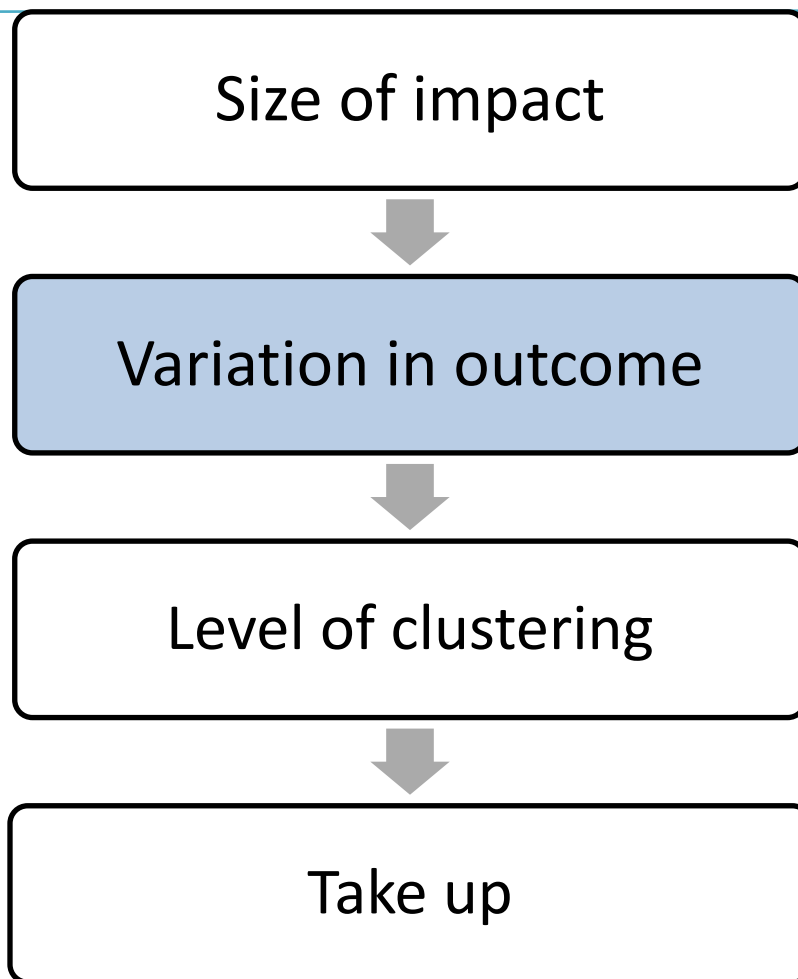 Size of impact
Variation in outcome
Level of clustering
Take up